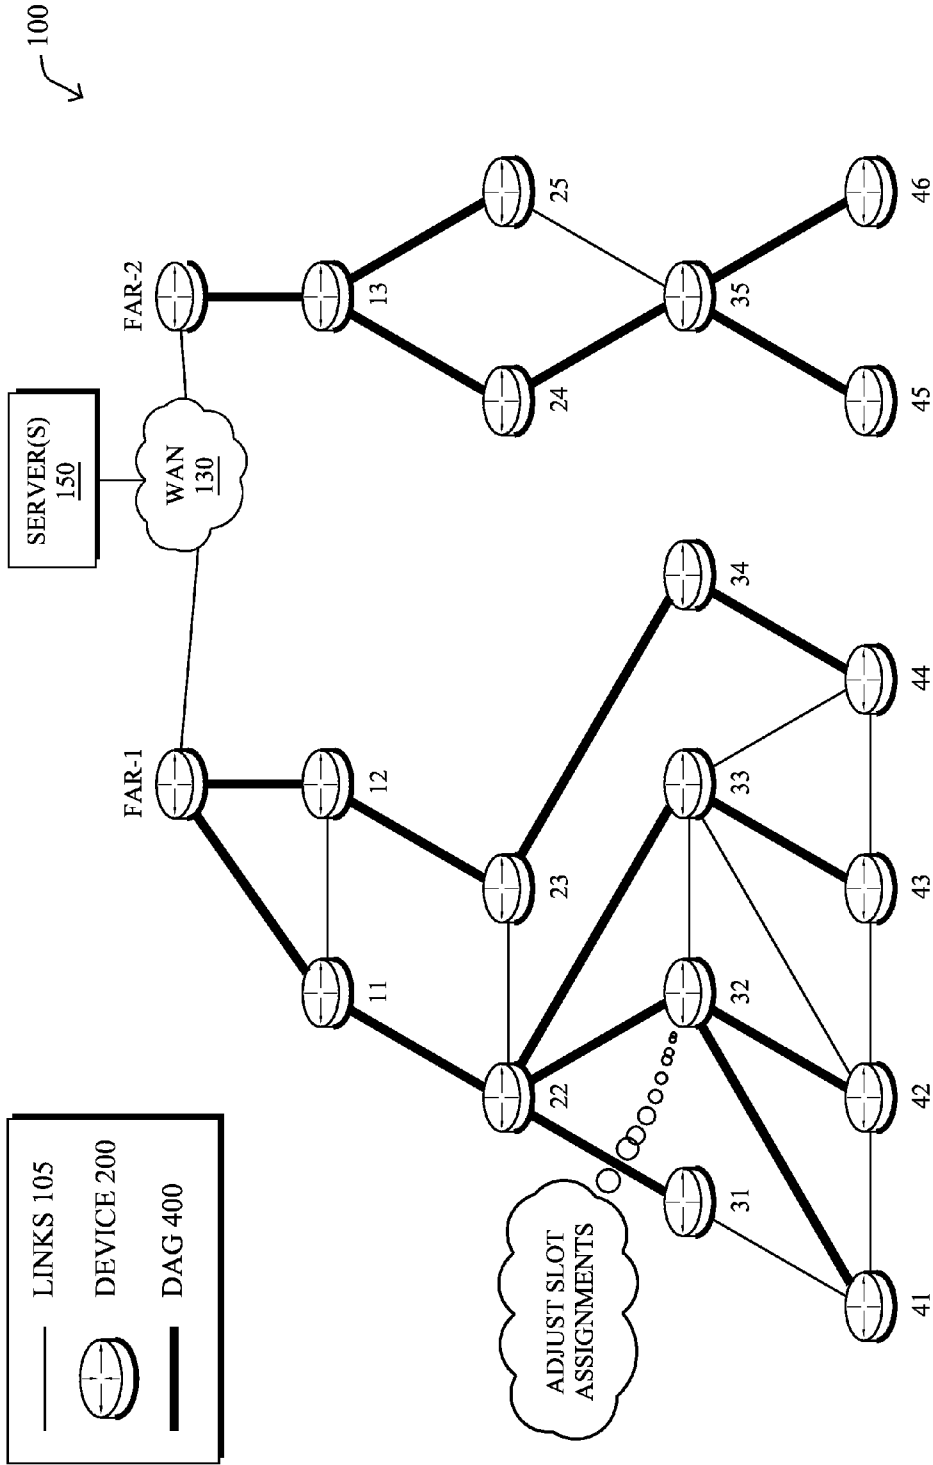 100
SERVER(S)
150
WAN
130
FAR-1
FAR-2
11
12
13
22
23
24
25
31
32
33
34
35
41
42
43
44
45
46
ADJUST SLOT
ASSIGNMENTS
LINKS 105
DEVICE 200
DAG 400